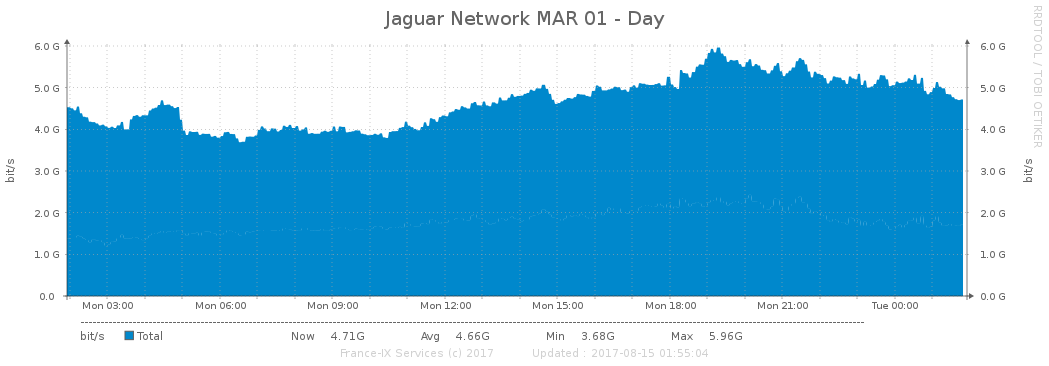 Jaguar Network MAR 01 - Day
RRDTOOL / TOBI OETIKER
bit/s
bit/s
6.0 G 6.0 G
5.0 G 5.0 G
4.0 G 4.0 G
3.0 G 3.0 G
2.0 G 2.0 G
1.0 G 1.0 G
0.0 0.0 G
Mon 03:00 Mon 06:00 Mon 09:00 Mon 12:00 Mon 15:00 Mon 18:00 Mon 21:00 Tue 00:00
bit/s Total Now 4.71G Avg 4.66G Min 3.68G Max 5.96G
France-IX Services (c) 2017 Updated : 2017-08-15 01:55:04